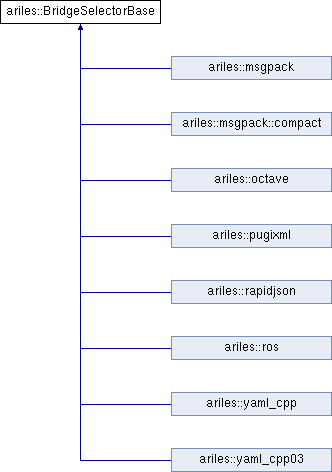 ariles::BridgeSelectorBase
ariles::msgpack
ariles::msgpack::compact
ariles::octave
ariles::pugixml
ariles::rapidjson
ariles::ros
ariles::yaml_cpp
ariles::yaml_cpp03